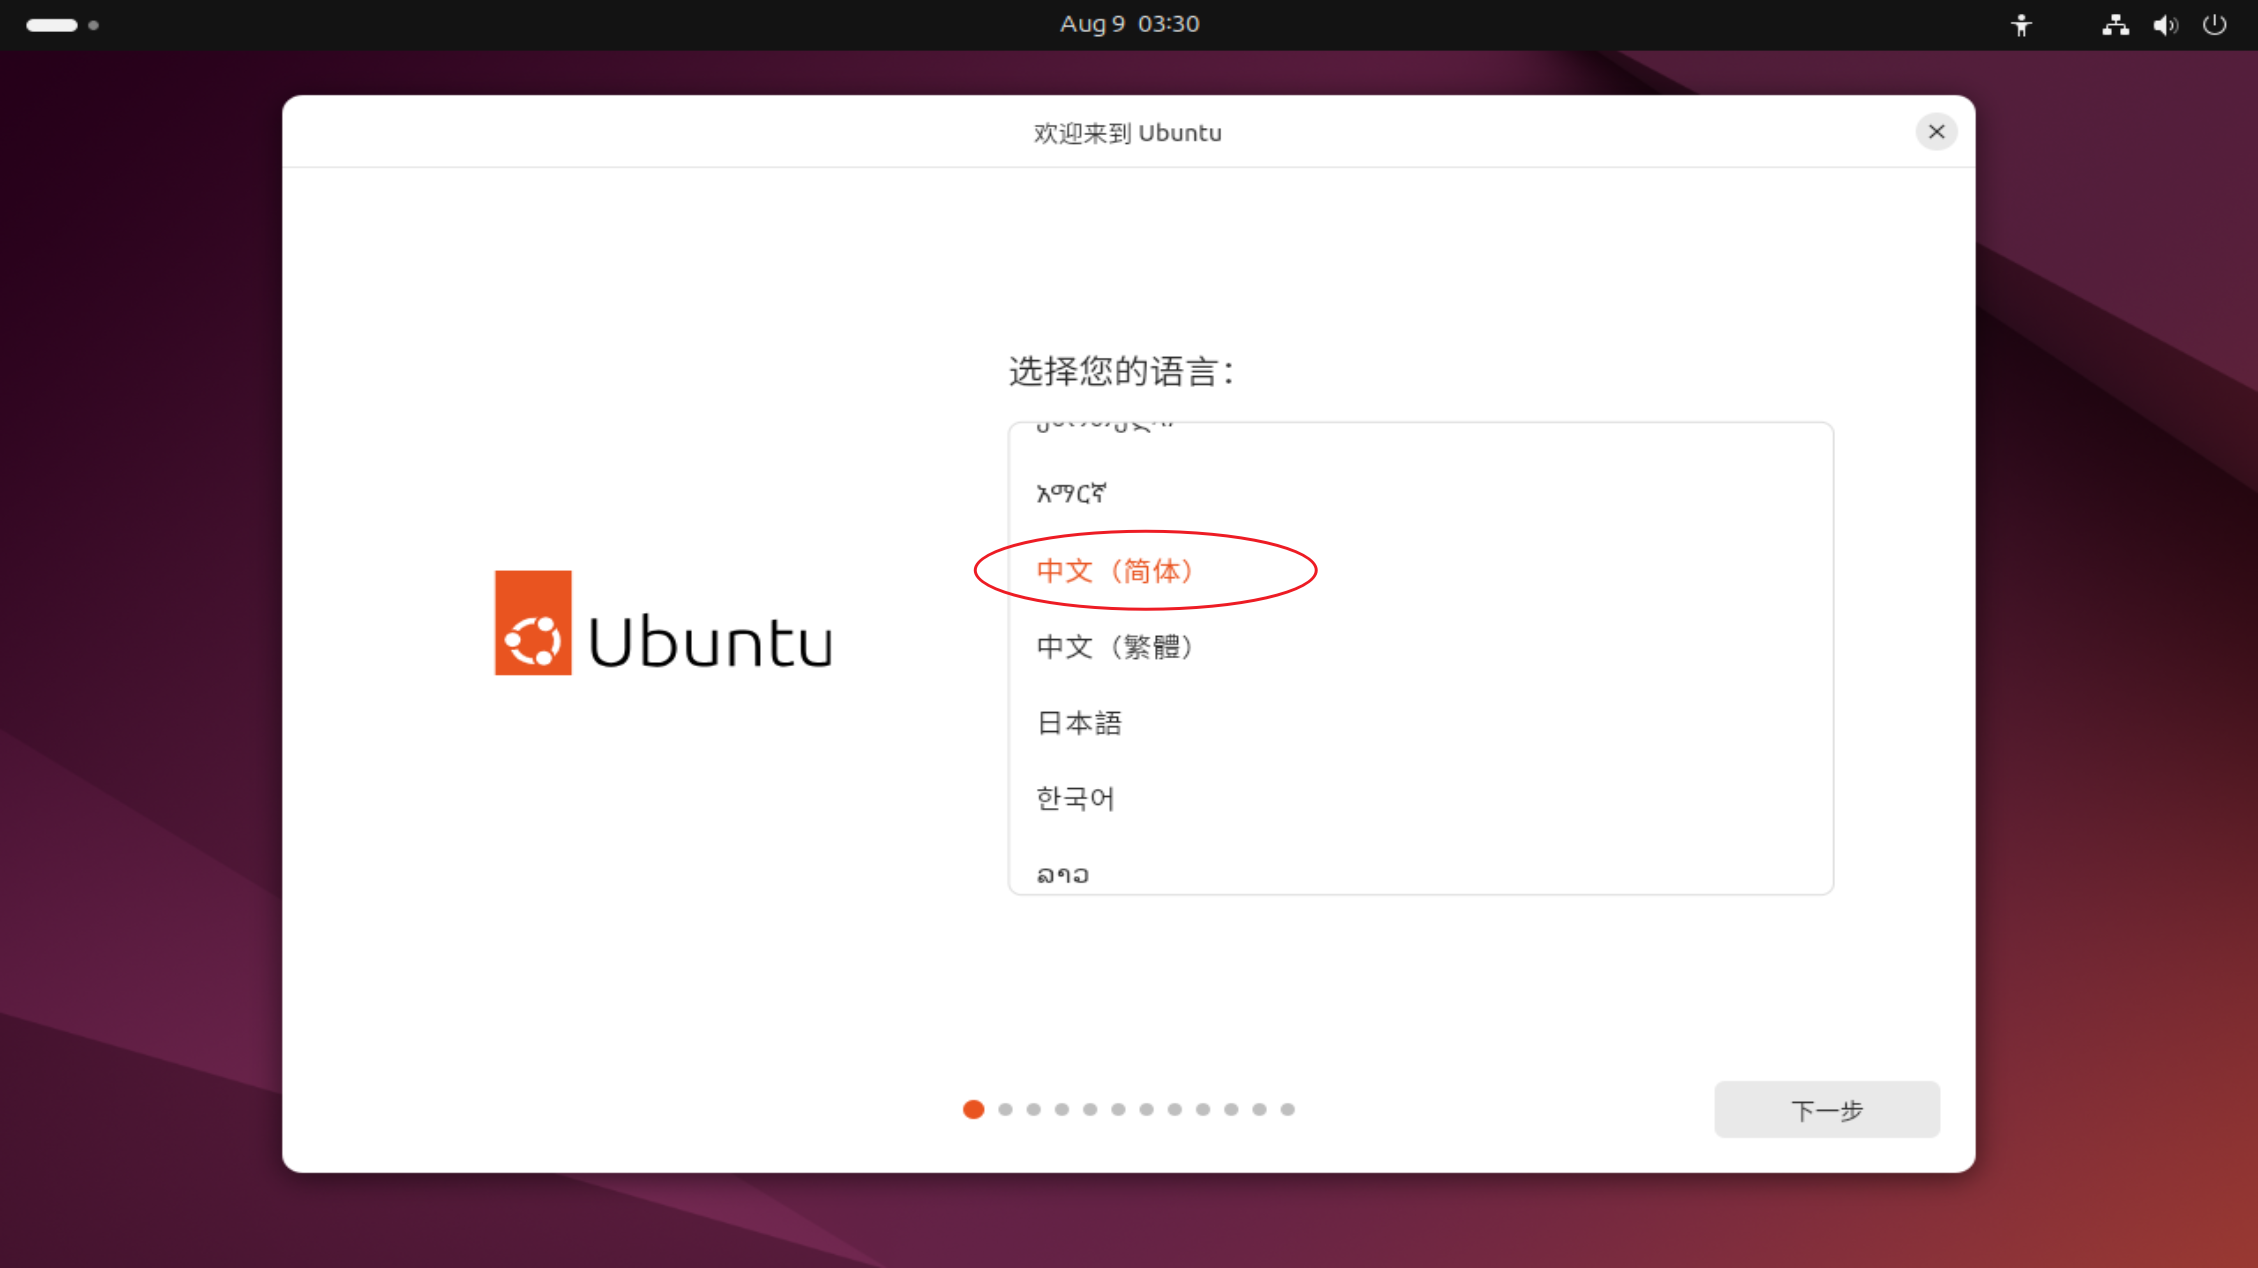 Aug 9 03:30
欢迎来到 Ubuntu
选择您的语言：
አማርኛ
中文（简体）
中文（繁體）
日本語
한국어
ລາວ
Ubuntu
下一步